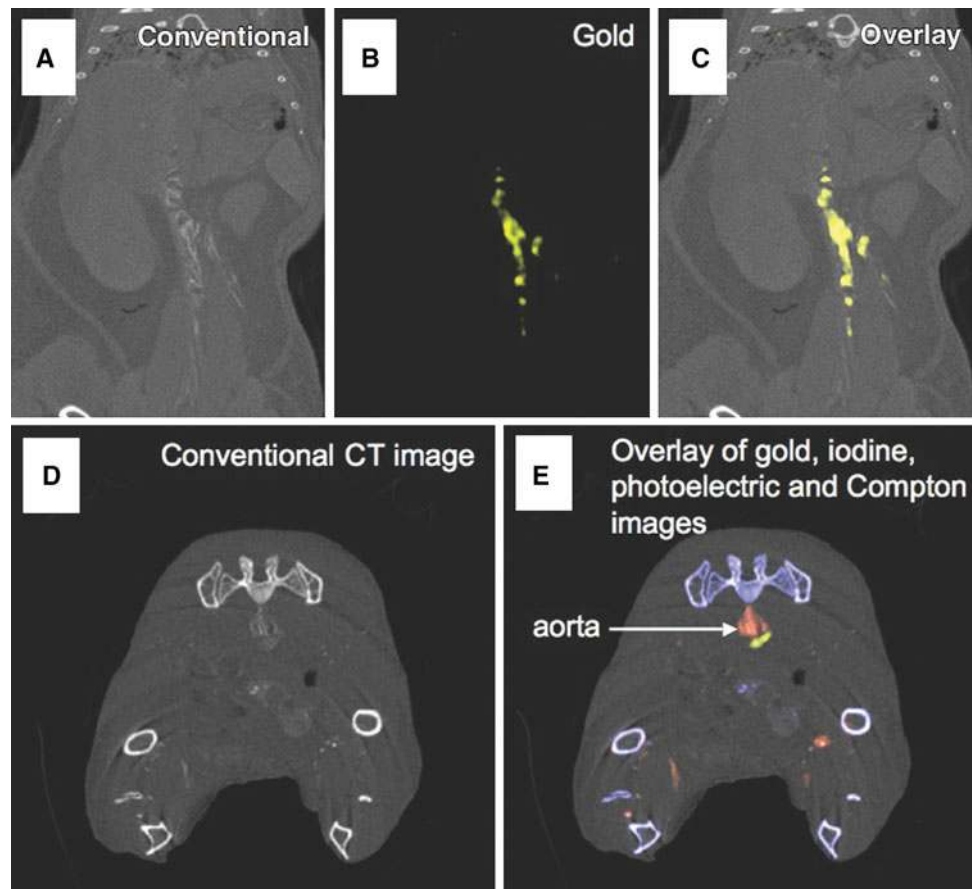 A
Conventional
B
Gold
C
Overlay
D
Conventional CT image
E
Overlay of gold, iodine,
photoelectric and Compton
images
aorta